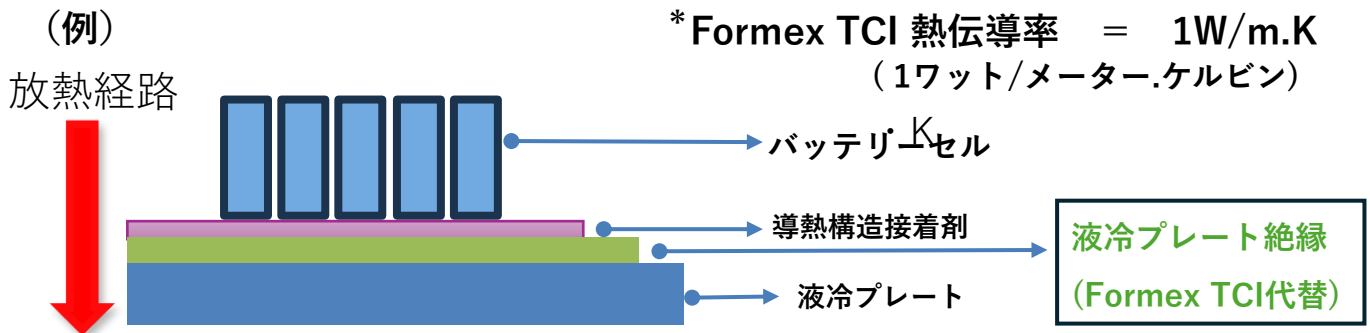 （例）
放熱経路
*Formex TCI 熱伝導率 ＝ 1W/m.K
（1ワット/メーター.ケルビン）
K
バッテリーセル
導熱構造接着剤
液冷プレート
液冷プレート絶縁
(Formex TCI代替)